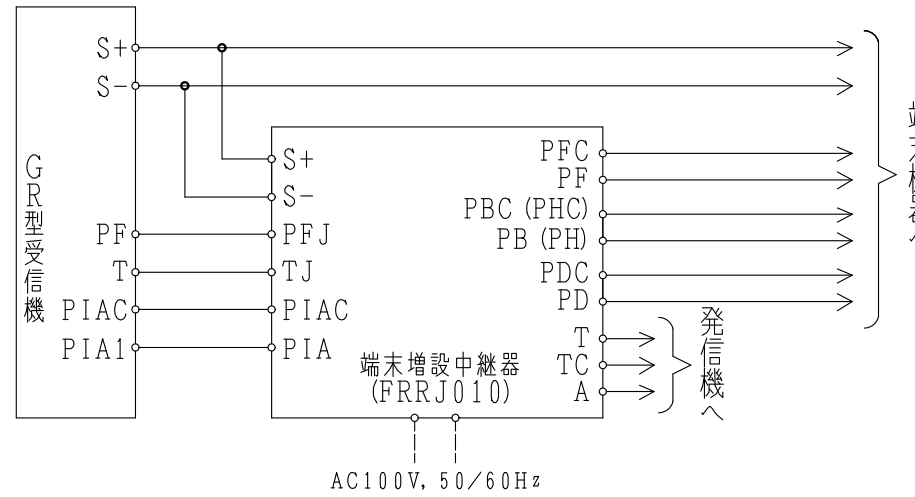 GR型受信機
S+
S-
PF
T
PIAC
PIA1
S+
S-
PFJ
TJ
PIAC
PIA
端末増設中継器
(FRRJ010)
PFC
PF
PBC (PHC)
PB (PH)
PDC
PD
T
TC
A
発信機へ
AC100V, 50/60Hz